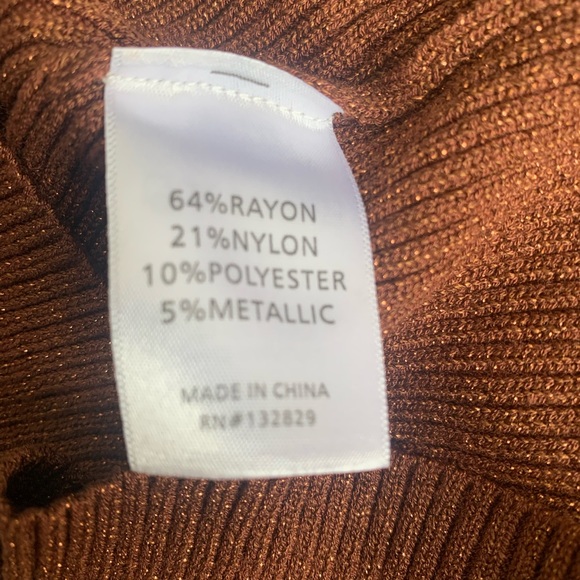 64%RAYON
21%NYLON
10%POLYESTER
5%METALLIC
MADE IN CHINA
RN#132829